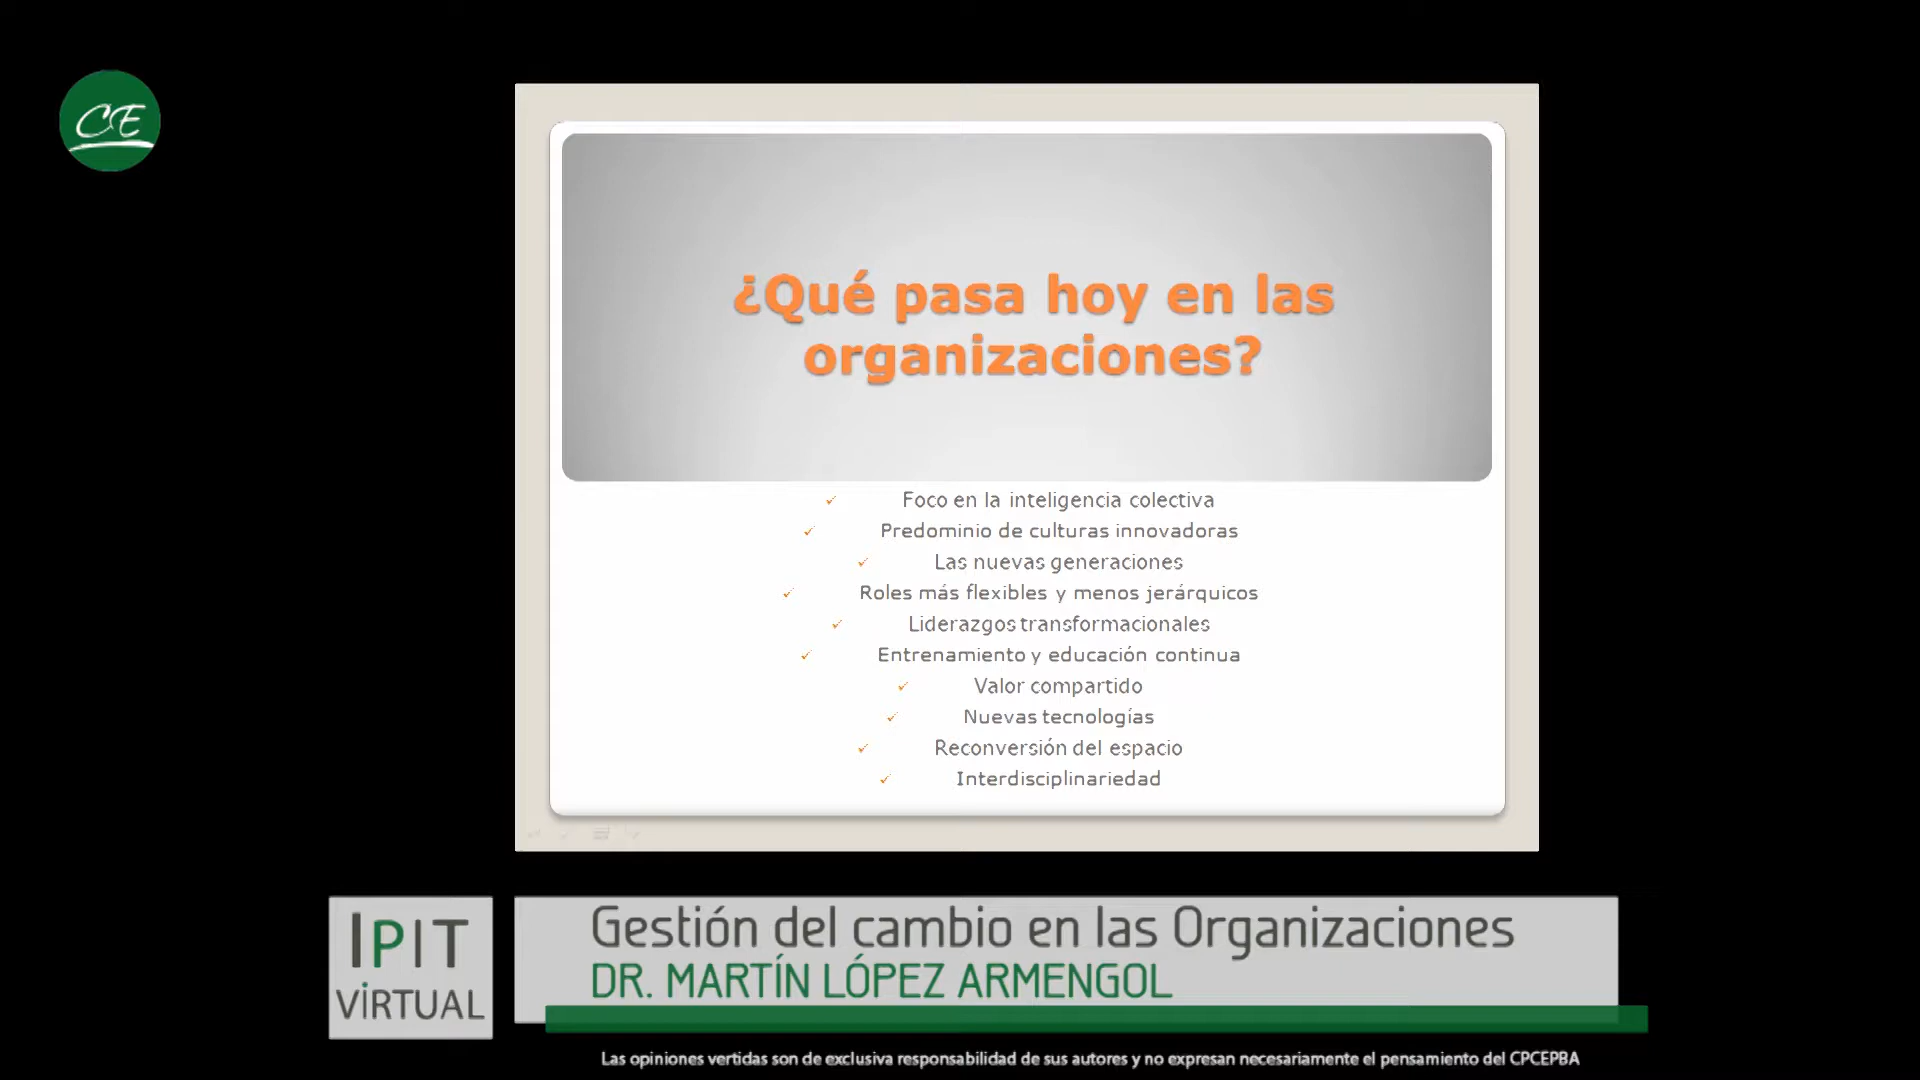 CE
¿Qué pasa hoy en las
organizaciones?
Foco en la inteligencia colectiva
Predominio de culturas innovadoras
Las nuevas generaciones
Roles más flexibles y menos jerárquicos
Liderazgos transformacionales
Entrenamiento y educación continua
Valor compartido
Nuevas tecnologías
Reconversión del espacio
Interdisciplinariedad
IPIT
VIRTUAL
Gestión del cambio en las Organizaciones
DR. MARTÍN LÓPEZ ARMENGOL
Las opiniones vertidas son de exclusiva responsabilidad de sus autores y no expresan necesariamente el pensamiento del CPCEPBA